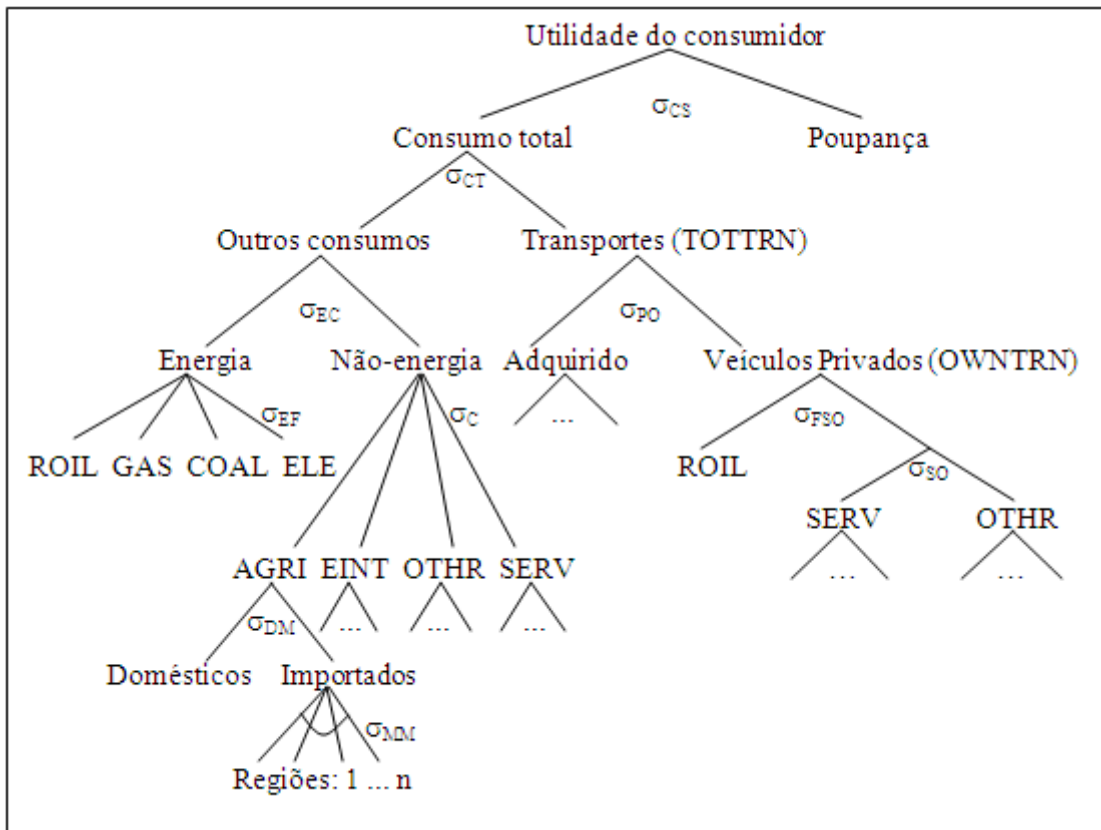 Utilidade do consumidor
σCS
Consumo total Poupança
σCT
Outros consumos Transportes (TOTTRN)
σEC σPO
Energia Não-energia Adquirido Veículos Privados (OWNTRN)
σEF σC ... σFSO
ROIL GAS COAL ELE ROIL σSO
SERV OTHR
AGRI EINT OTHR SERV ... ...
σDM ... ... ...
Domésticos Importados
σMM
Regiões: 1 ... n